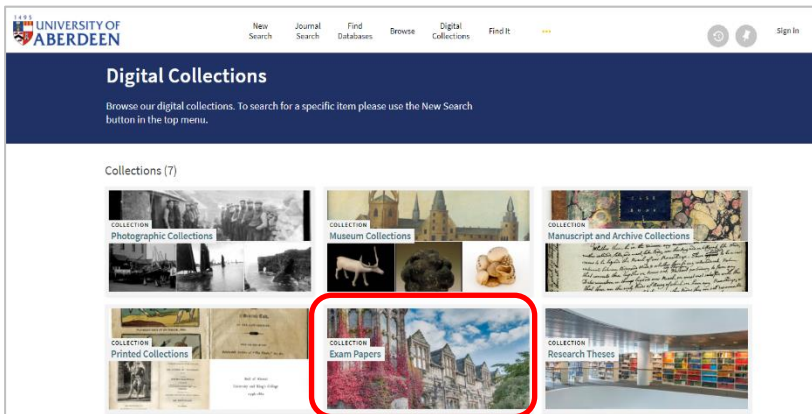 1495
UNIVERSITY OF
ABERDEEN
New Search
Journal Search
Find Databases
Browse
Digital Collections
Find It
...
Sign In
Digital Collections
Browse our digital collections. To search for a specific item please use the New Search
button in the top menu.
Collections (7)
COLLECTION
Photographic Collections
COLLECTION
Museum Collections
COLLECTION
Manuscript and Archive Collections
COLLECTION
Printed Collections
COLLECTION
Exam Papers
COLLECTION
Research Theses